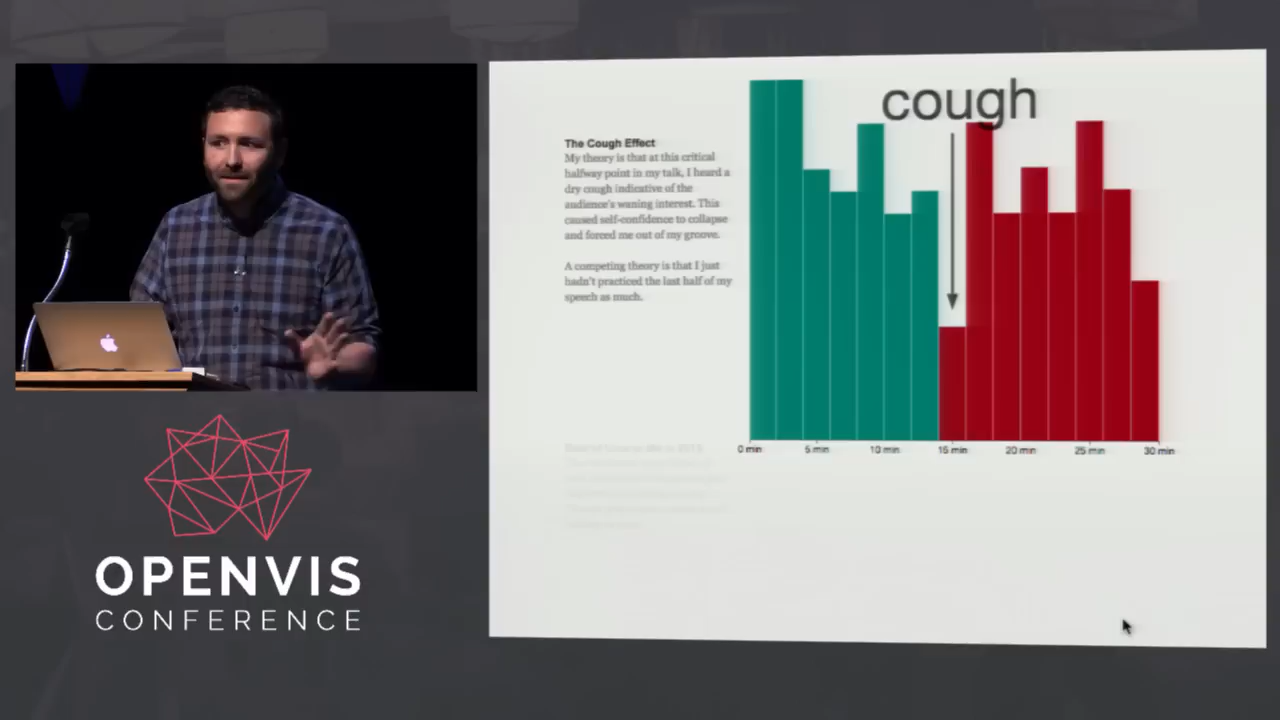 cough
The Cough Effect
My theory is that at this critical
halfway point in my talk, I heard a
dry cough indicative of the
audience's waning interest. This
caused self-confidence to collapse
and forced me out of my groove.
A competing theory is that I just
hadn't practiced the last half of my
speech as much.
0 min 5 min 10 min 15 min 20 min 25 min 30 min
OPENVIS
CONFERENCE